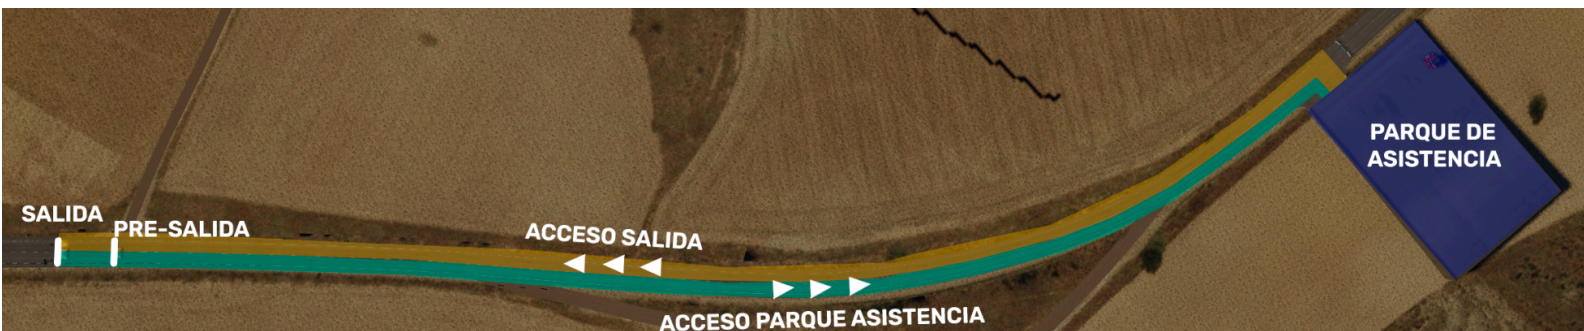 SALIDA
PRE-SALIDA
ACCESO SALIDA
ACCESO PARQUE ASISTENCIA
PARQUE DE
ASISTENCIA